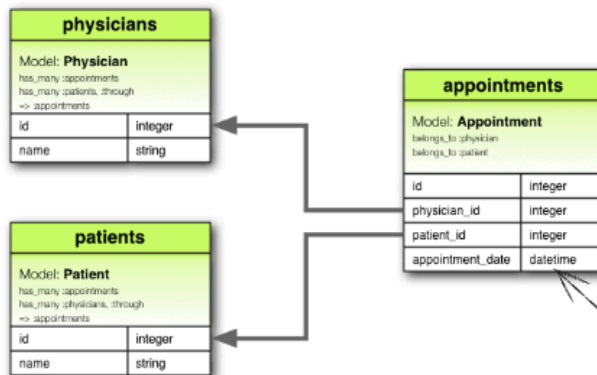 physicians
Model: Physician
has_many :appointments
has_many :patients, :through
=> :appointments
id integer
name string
patients
Model: Patient
has_many :appointments
has_many :physicians, :through
=> :appointments
id integer
name string
appointments
Model: Appointment
belongs_to :physician
belongs_to :patient
id integer
physician_id integer
patient_id integer
appointment_date datetime